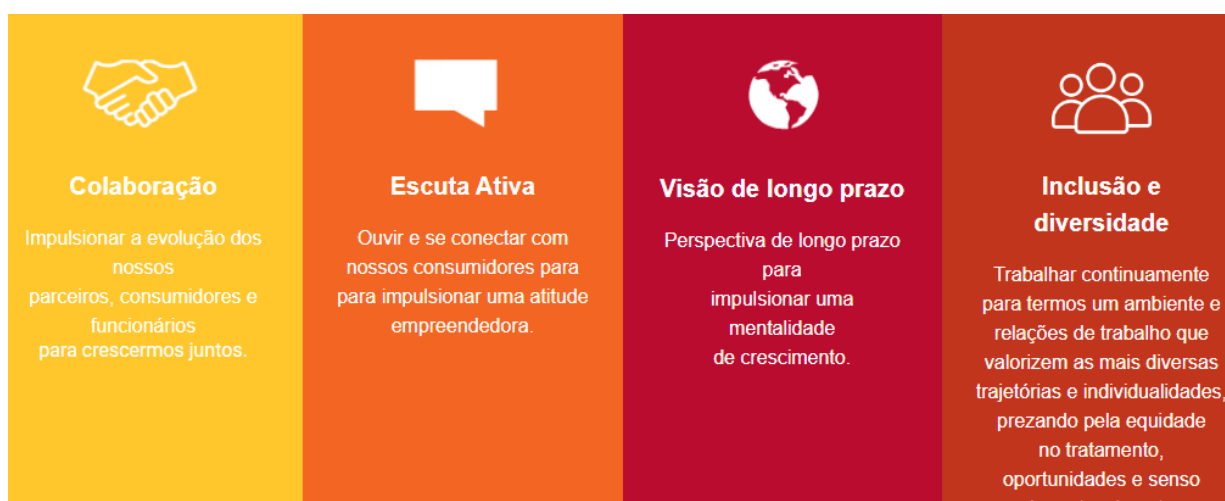 Colaboração
Impulsionar a evolução dos
nossos
parceiros, consumidores e
funcionários
para crescermos juntos.
Escuta Ativa
Ouvir e se conectar com
nossos consumidores para
para impulsionar uma atitude
empreendedora.
Visão de longo prazo
Perspectiva de longo prazo
para
impulsionar uma
mentalidade
de crescimento.
Inclusão e
diversidade
Trabalhar continuamente
para termos um ambiente e
relações de trabalho que
valorizem as mais diversas
trajetórias e individualidades,
prezando pela equidade
no tratamento,
oportunidades e senso